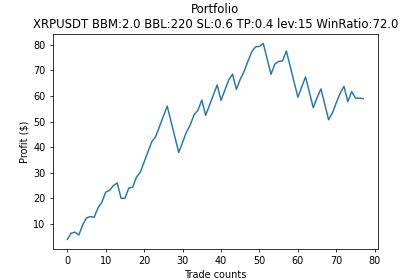 Portfolio
XRPUSDT BBM:2.0 BBL:220 SL:0.6 TP:0.4 lev:15 WinRatio:72.0
80
70
60
50
40
30
20
10
Profit ($)
0 10 20 30 40 50 60 70 80
Trade counts